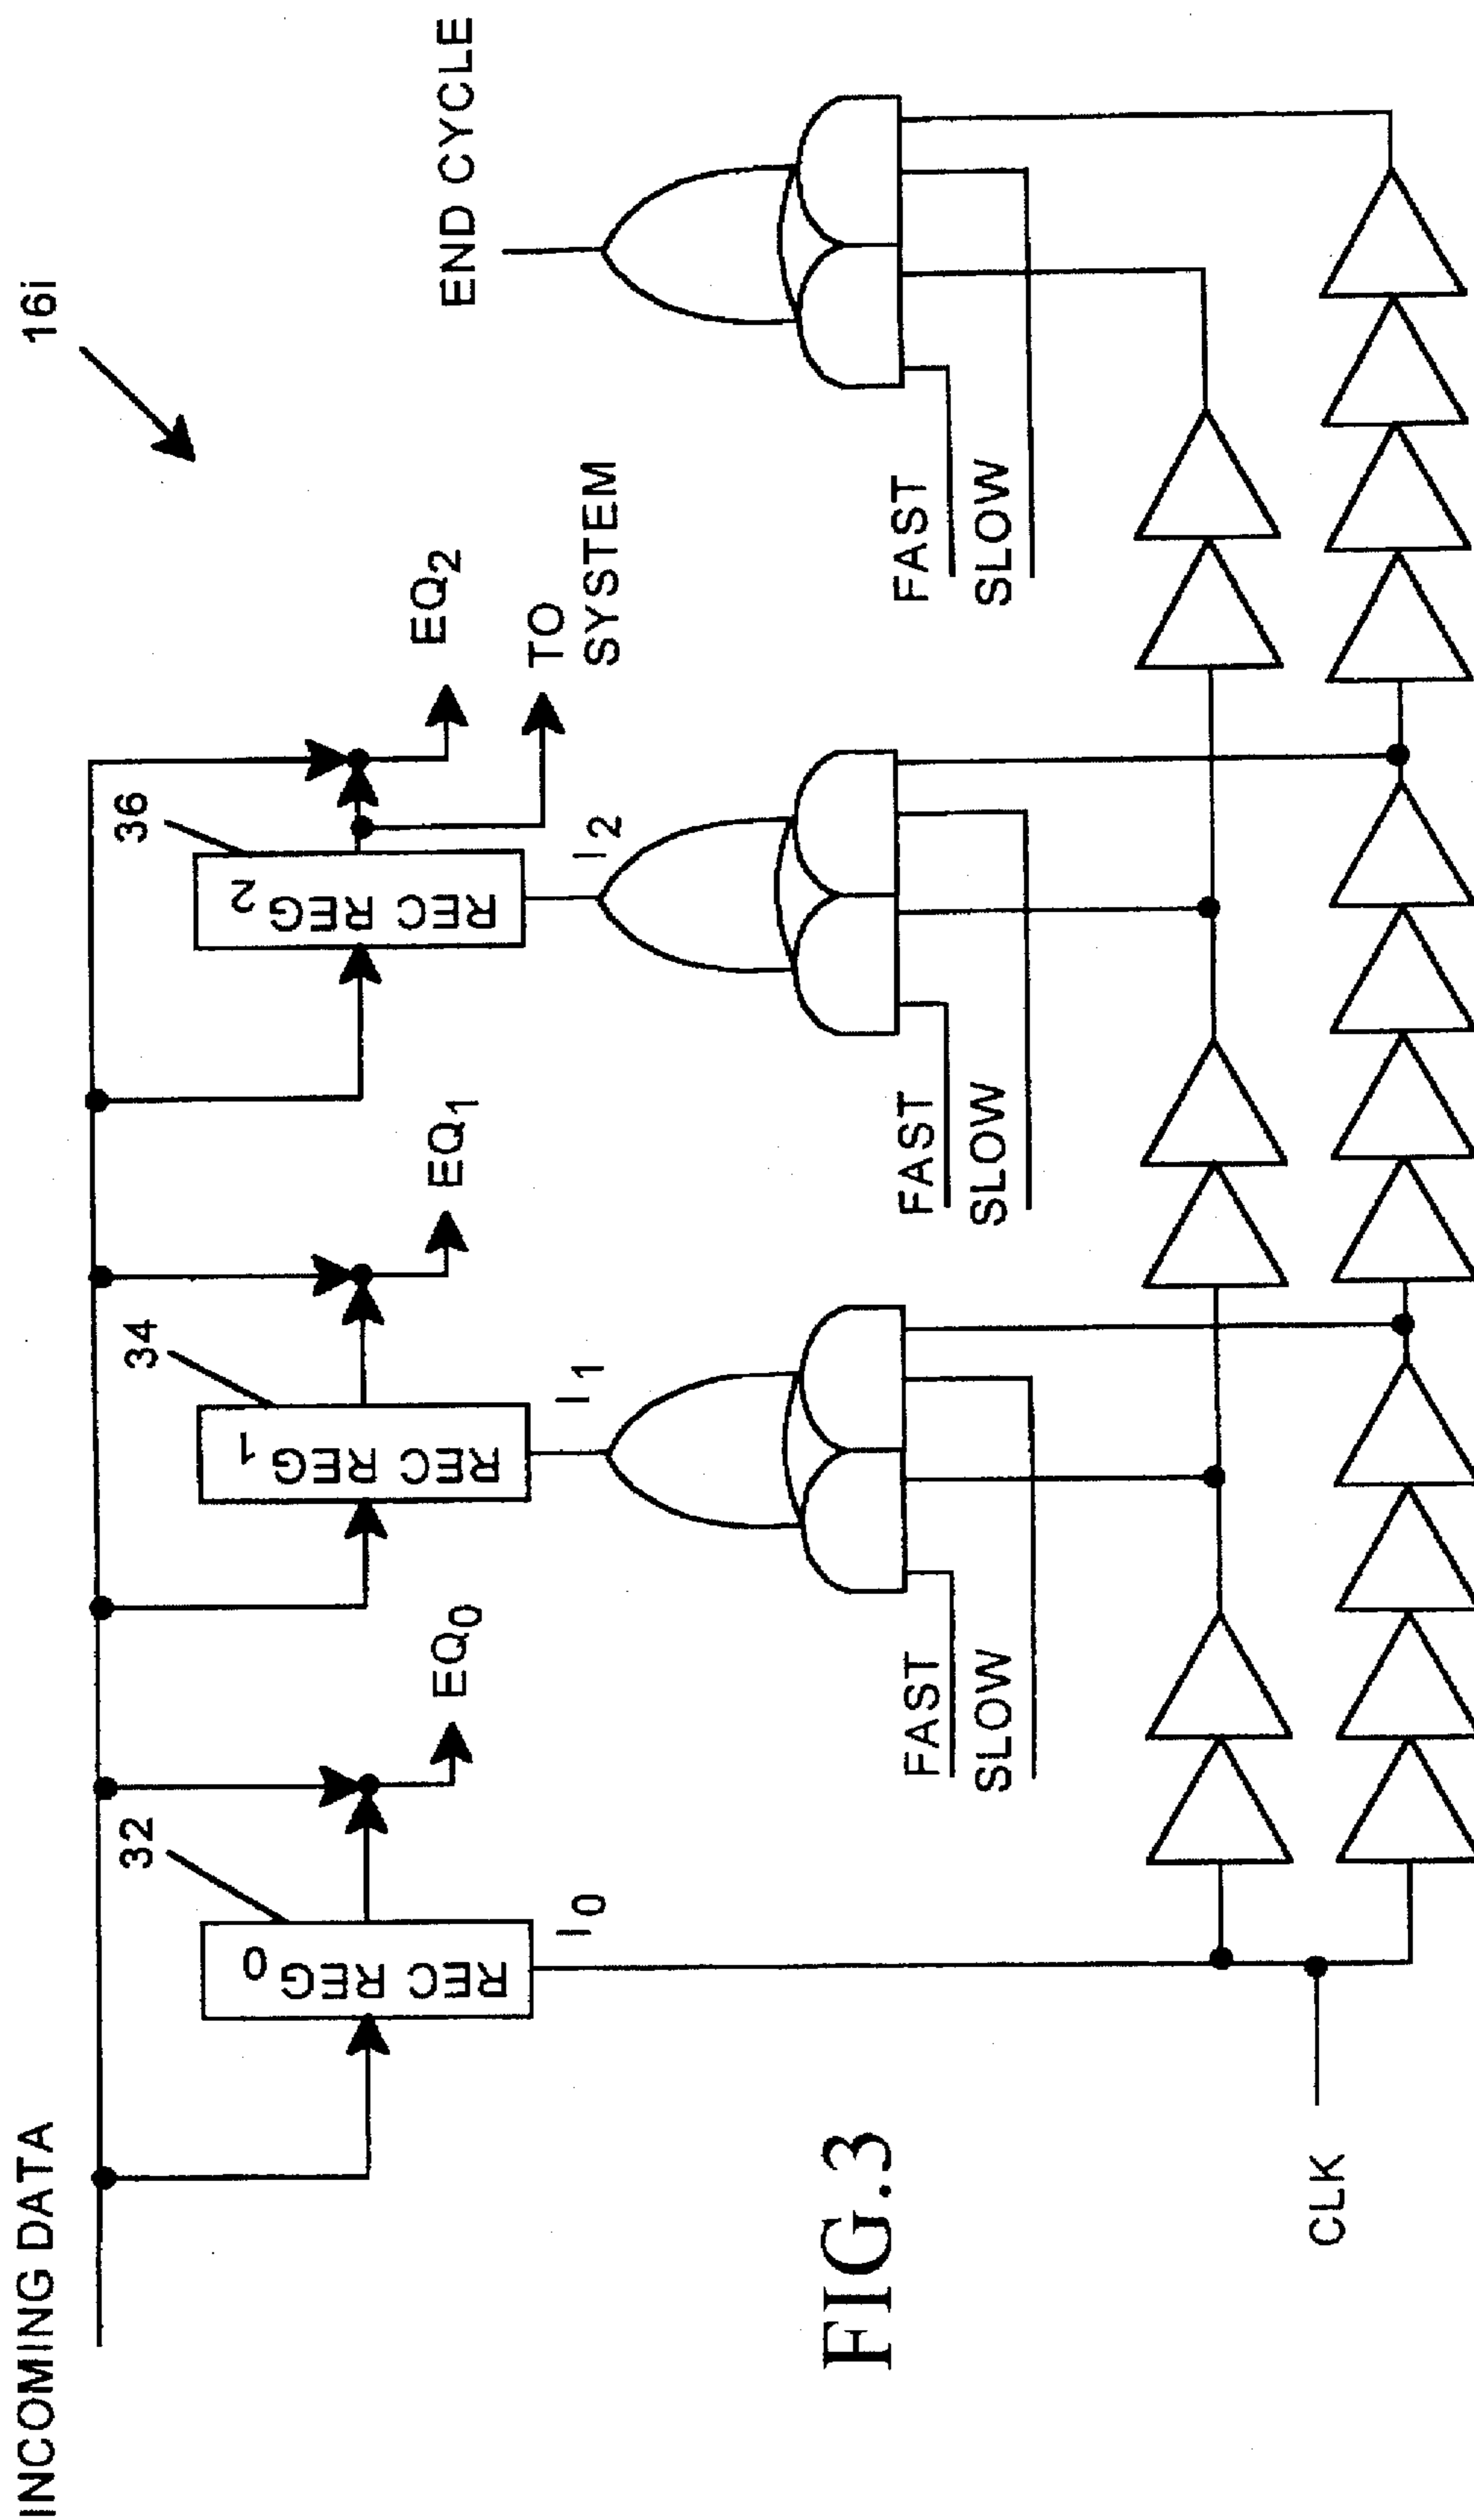 16i
INCOMING DATA
32
34
36
REC REG 0
REC REG 1
REC REG 2
EQ0
EQ1
EQ2
TO
SYSTEM
END CYCLE
I0
I1
I2
FAST
SLOW
FAST
SLOW
FAST
SLOW
CLK
FIG.3